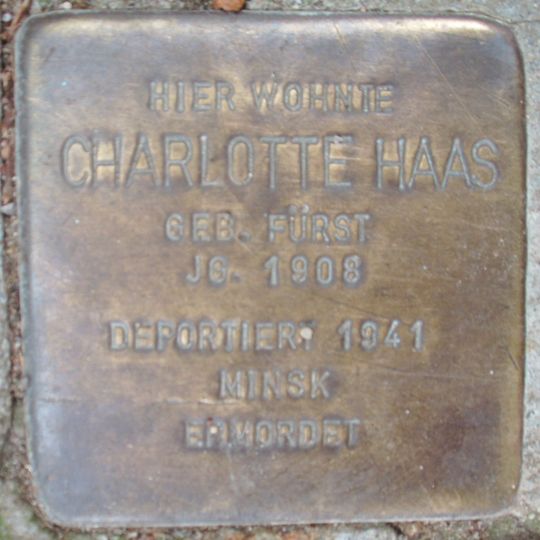 HIER WOHNTE
CHARLOTTE HAAS
GEB. FÜRST
JG. 1908
DEPORTIERT 1941
MINSK
ERMORDET